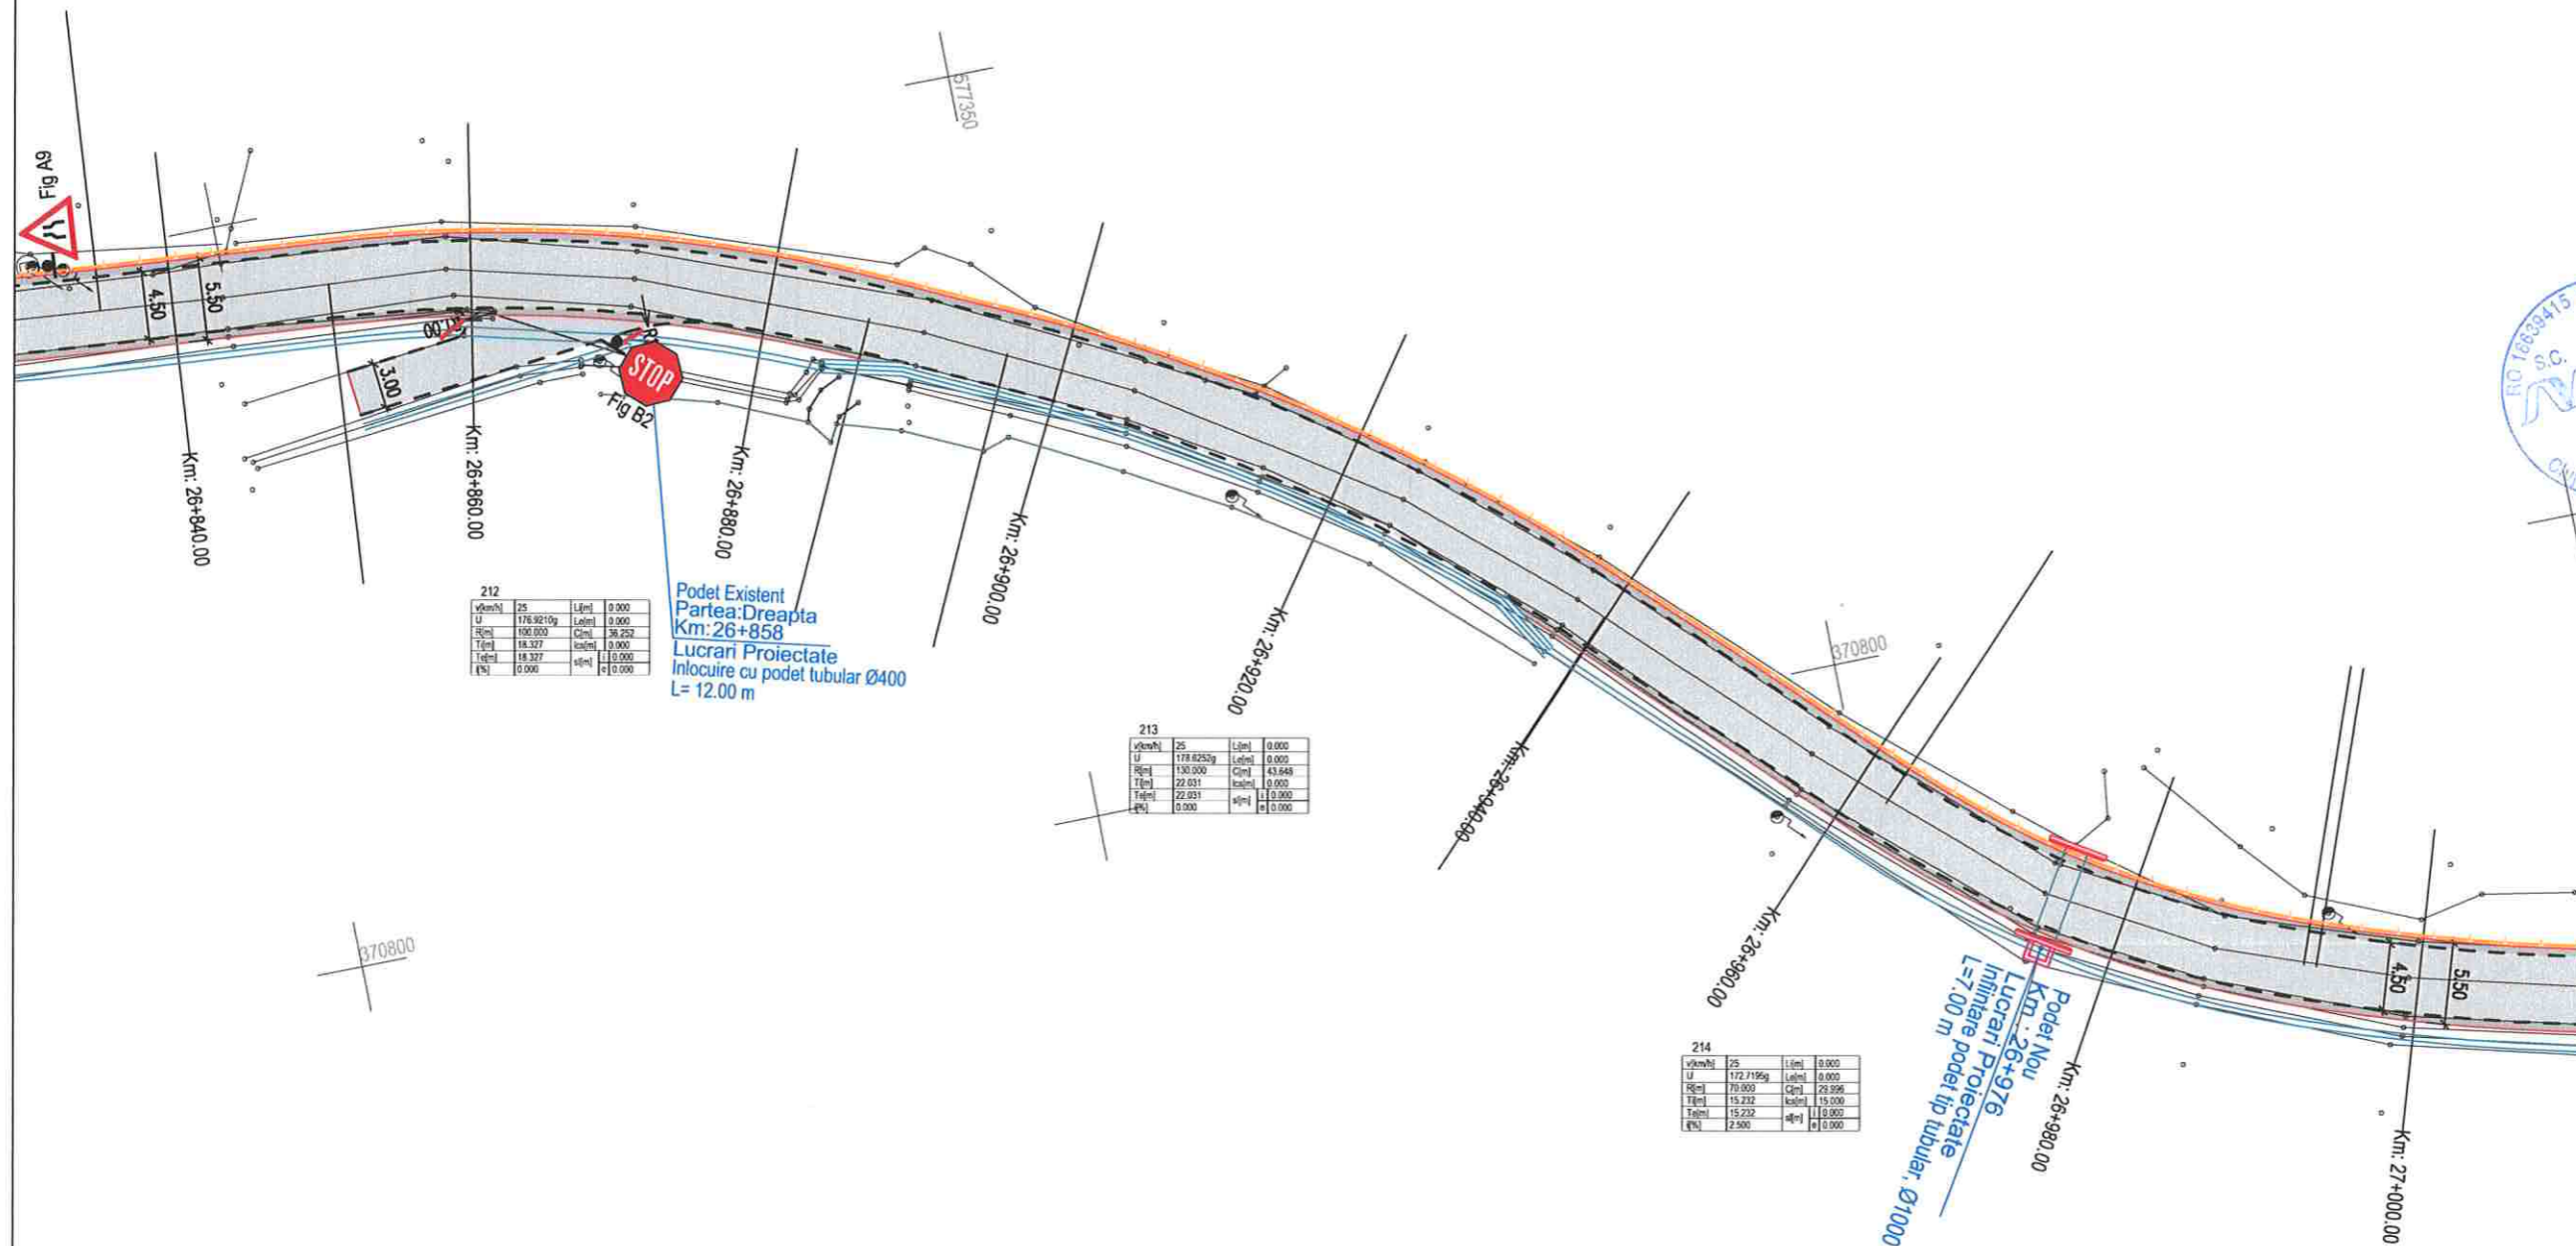 Fig A9
577350
4.50
5.50
3.00
STOP
Fig B2
Km: 26+840.00
Km: 26+860.00
Km: 26+880.00
Km: 26+900.00
Km: 26+920.00
Km: 26+940.00
Km: 26+960.00
Km: 26+980.00
Km: 27+000.00
RO 16639415
S.C.
212
v[km/h] 25 Li[m] 0.000
U 176.9210g Le[m] 0.000
R[m] 100.000 C[m] 36.252
Ti[m] 18.327 lcs[m] 0.000
Te[m] 18.327 s[m] i 0.000
i[%] 0.000 e 0.000
Podet Existent
Partea:Dreapta
Km:26+858
Lucrari Proiectate
Inlocuire cu podet tubular Ø400
L= 12.00 m
213
v[km/h] 25 Li[m] 0.000
U 178.6252g Le[m] 0.000
R[m] 130.000 C[m] 43.648
Ti[m] 22.031 lcs[m] 0.000
Te[m] 22.031 s[m] i 0.000
i[%] 0.000 e 0.000
370800
370800
214
v[km/h] 25 Li[m] 0.000
U 172.7195g Le[m] 0.000
R[m] 70.000 C[m] 29.996
Ti[m] 15.232 lcs[m] 15.000
Te[m] 15.232 s[m] i 0.000
i[%] 2.500 e 0.000
Podet Nou
Km : 26+976
Lucrari Proiectate
Infiintare podet tip tubular, Ø1000
L=7.00 m
4.50
5.50